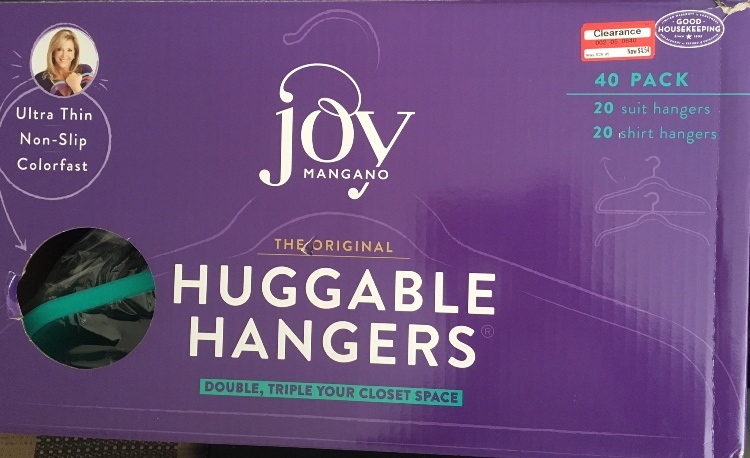 Clearance
GOOD
HOUSEKEEPING
40 PACK
20 suit hangers
20 shirt hangers
Ultra Thin
Non-Slip
Colorfast
joy
MANGANO
THE ORIGINAL
HUGGABLE
HANGERS®
DOUBLE, TRIPLE YOUR CLOSET SPACE